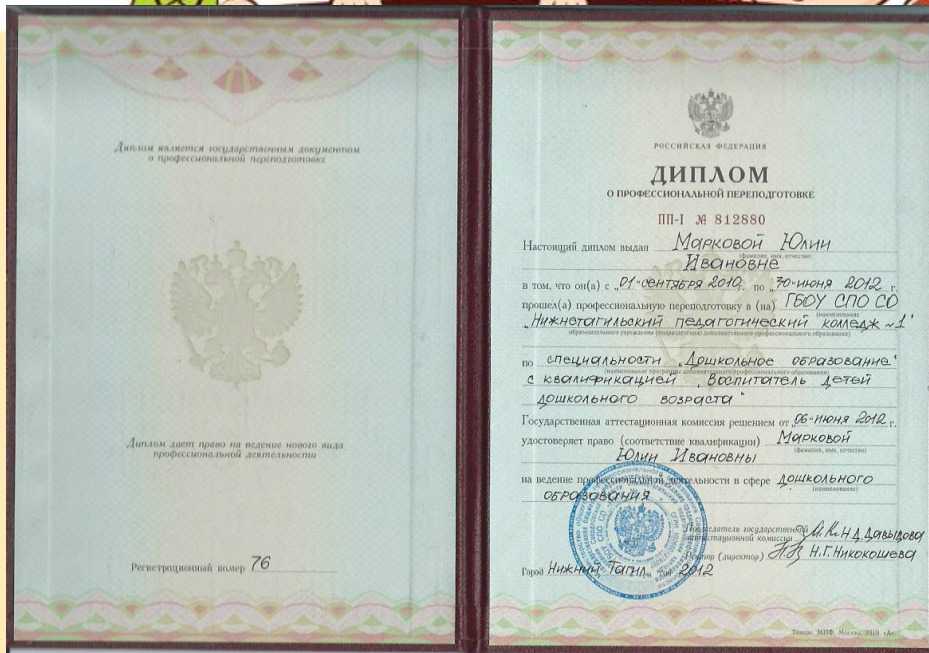 Диплом является государственным документом
о профессиональной переподготовке
Диплом дает право на ведение нового вида
профессиональной деятельности
Регистрационный номер 76
РОССИЙСКАЯ ФЕДЕРАЦИЯ
ДИПЛОМ
О ПРОФЕССИОНАЛЬНОЙ ПЕРЕПОДГОТОВКЕ
ПП-I № 812880
Настоящий диплом выдан Марковой Юлии
(фамилия, имя, отчество)
Ивановне
в том, что он(а) с „01“ сентября 2010 г. по „30“ июня 2012 г.
прошел(а) профессиональную переподготовку в (на) ГБОУ СПО СО
(наименование
„Нижнетагильский педагогический колледж №1"
образовательного учреждения (подразделения) дополнительного профессионального образования)
по специальности „Дошкольное образование"
(наименование программы дополнительного профессионального образования)
с квалификацией „Воспитатель детей
дошкольного возраста"
Государственная аттестационная комиссия решением от „06“ июня 2012 г.
удостоверяет право (соответствие квалификации) Марковой
(фамилия, имя, отчество)
Юлии Ивановны
на ведение профессиональной деятельности в сфере дошкольного
(наименование)
образования
Председатель государственной
аттестационной комиссии Н.Д. Давыдова
Ректор (директор) Н.Г. Никокошева
Город Нижний Тагил 2012
МПФ, Москва, 2010, «А».